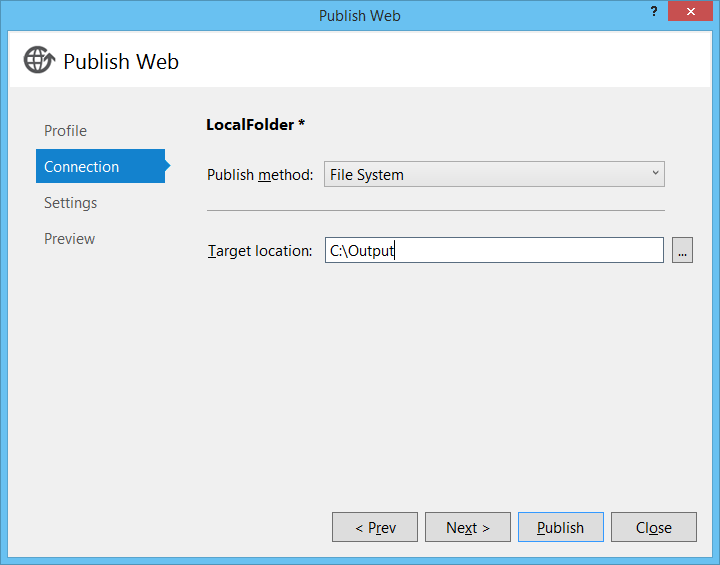 Publish Web
?
Publish Web
Profile
Connection
Settings
Preview
LocalFolder *
Publish method: File System
Target location: C:\Output ...
< Prev Next > Publish Close